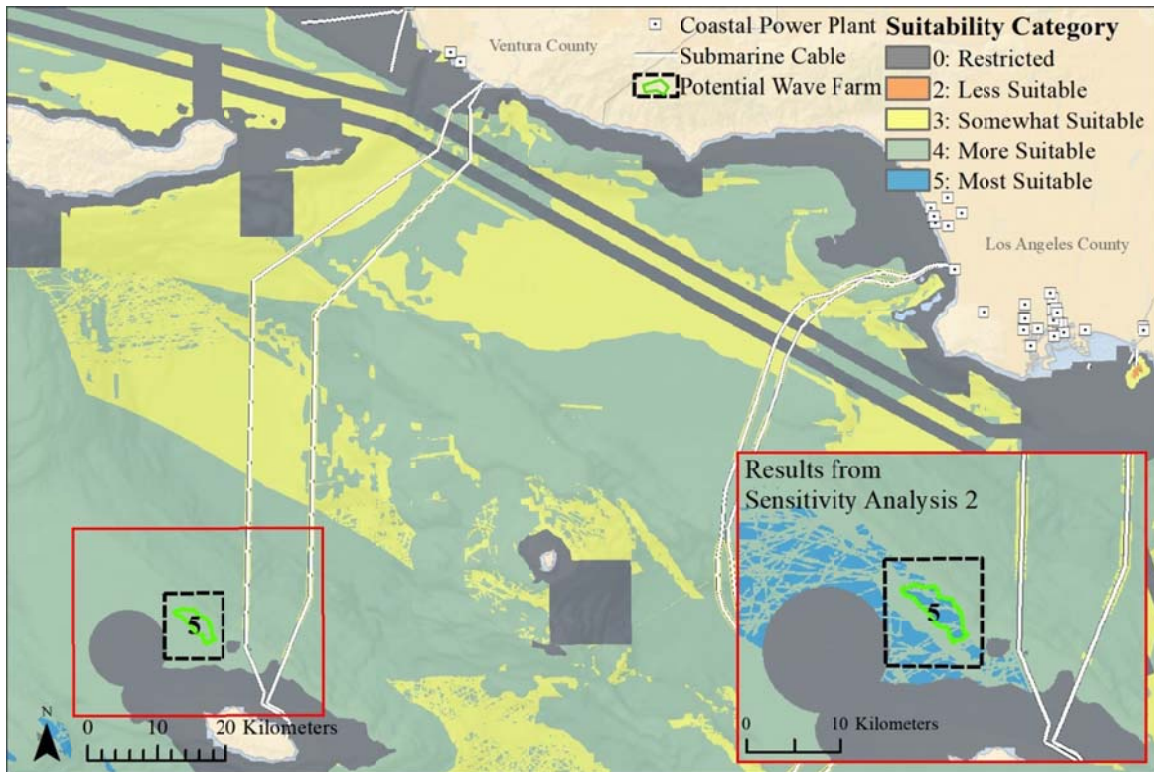 Ventura County
Coastal Power Plant
Submarine Cable
Potential Wave Farm
Suitability Category
0: Restricted
2: Less Suitable
3: Somewhat Suitable
4: More Suitable
5: Most Suitable
Los Angeles County
Results from
Sensitivity Analysis 2
5
0 10 Kilometers
5
N
0 10 20 Kilometers